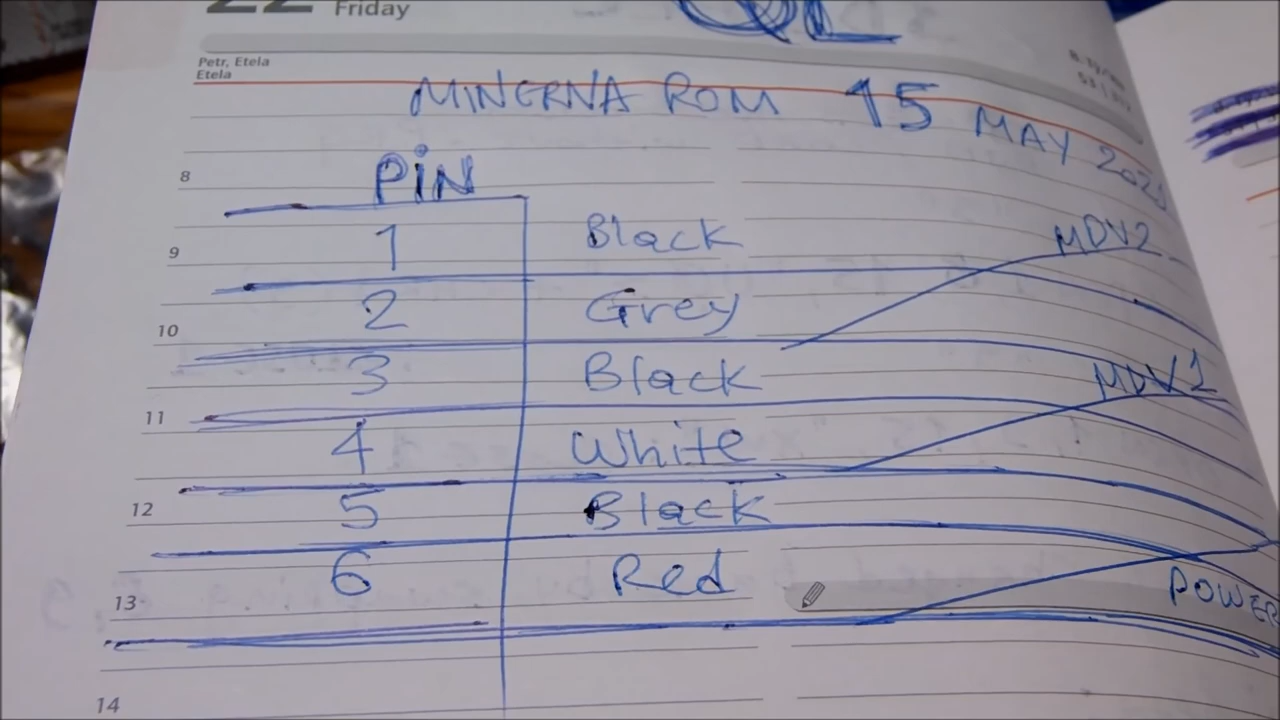 22 Friday
QL
Petr, Etela
Etela
MINERNA ROM 15 MAY 2021
8 PIN
9 1 Black MDV2
10 2 Grey
11 3 Black MDV1
12 4 White
5 Black
13 6 Red POWER
14